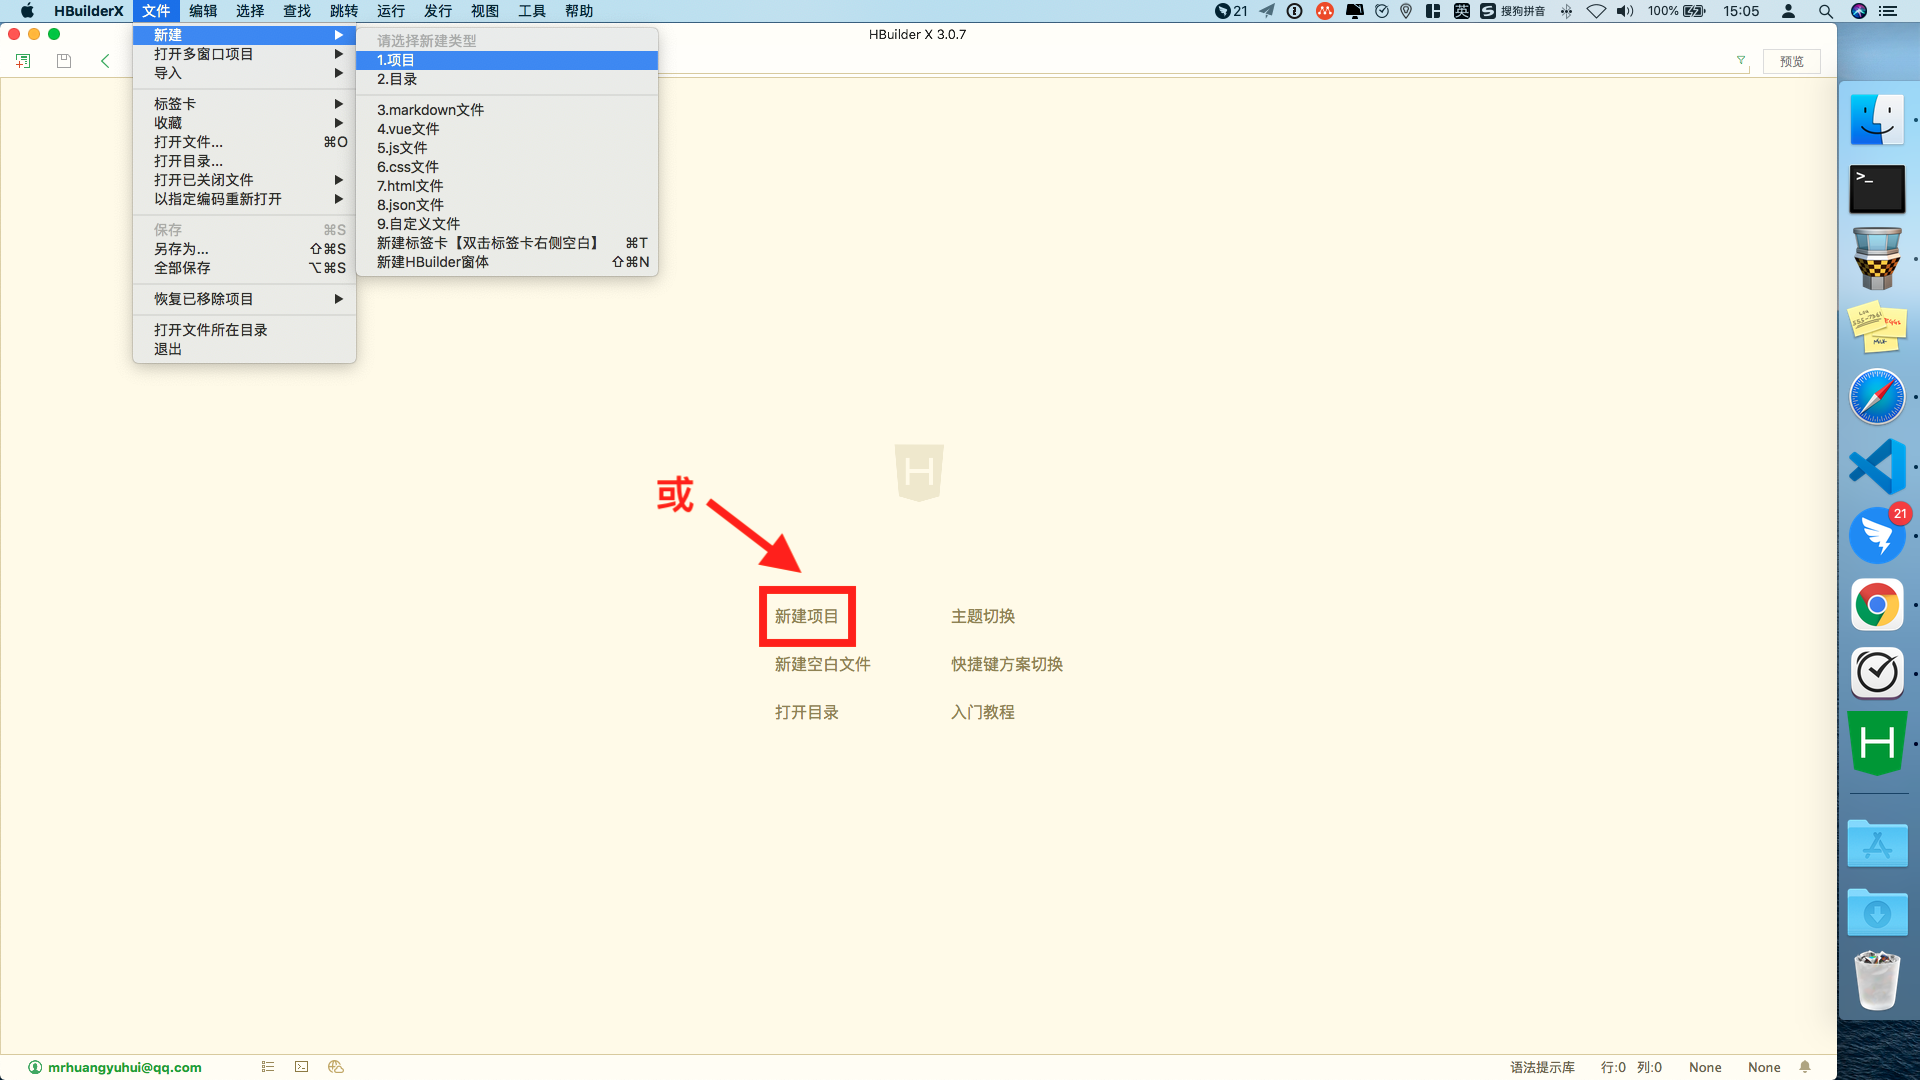 HBuilderX 文件 编辑 选择 查找 跳转 运行 发行 视图 工具 帮助 21 英 搜狗拼音 100% 15:05
HBuilder X 3.0.7
预览
新建
打开多窗口项目
导入
标签卡
收藏
打开文件... ⌘O
打开目录...
打开已关闭文件
以指定编码重新打开
保存 ⌘S
另存为... ⇧⌘S
全部保存 ⌥⌘S
恢复已移除项目
打开文件所在目录
退出
请选择新建类型
1.项目
2.目录
3.markdown文件
4.vue文件
5.js文件
6.css文件
7.html文件
8.json文件
9.自定义文件
新建标签卡【双击标签卡右侧空白】 ⌘T
新建HBuilder窗体 ⇧⌘N
H
或
新建项目 主题切换
新建空白文件 快捷键方案切换
打开目录 入门教程
21
H
mrhuangyuhui@qq.com 语法提示库 行:0 列:0 None None